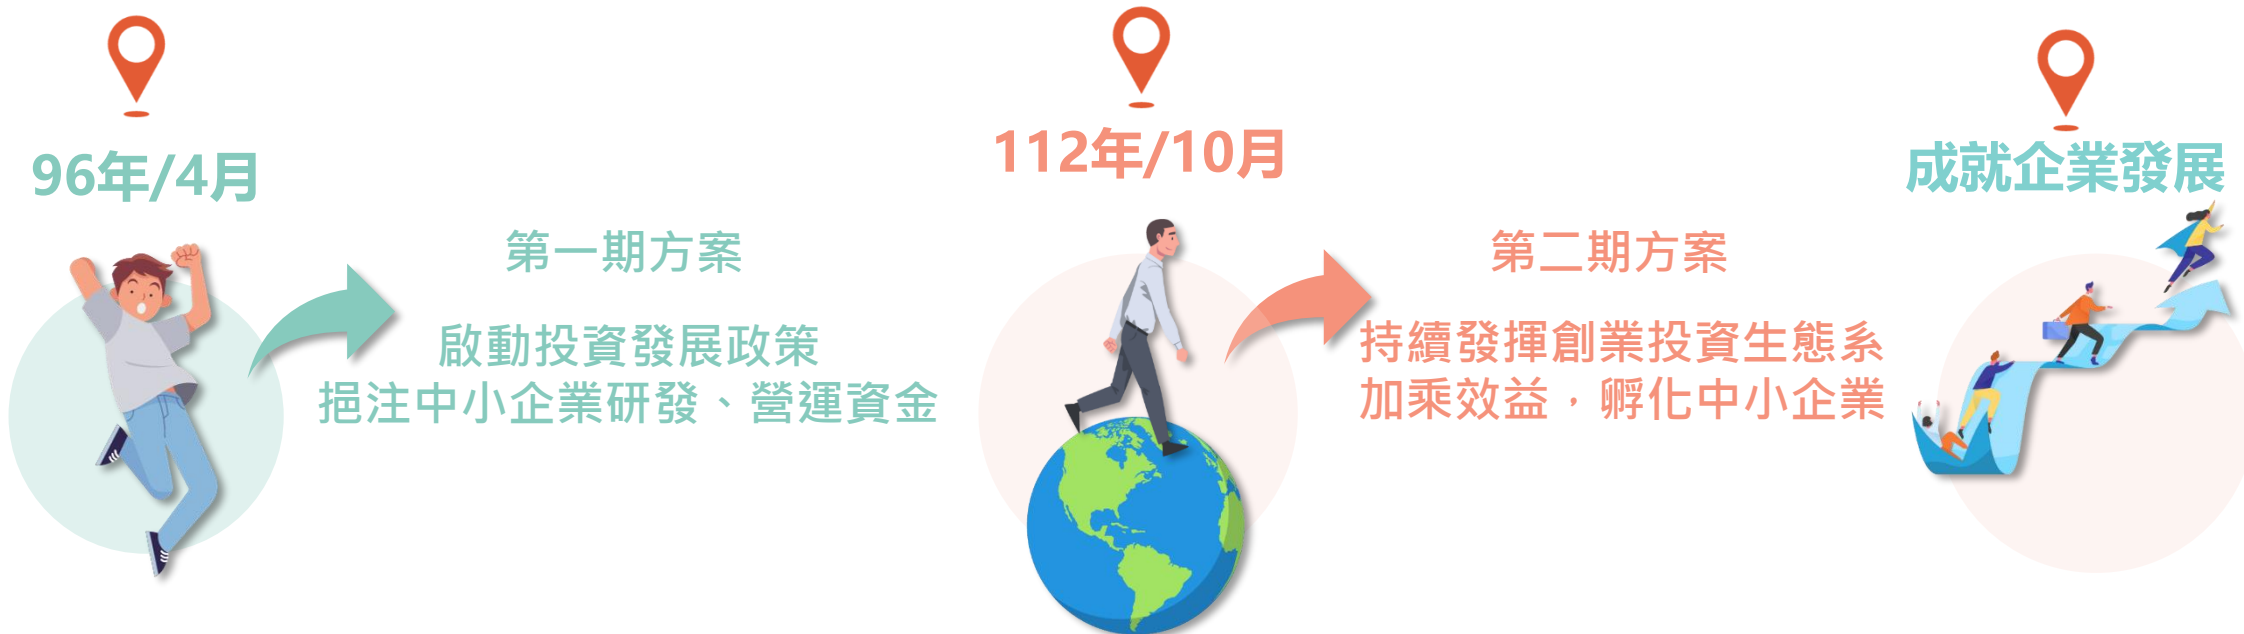 96年/4月
第一期方案
啟動投資發展政策
挹注中小企業研發、營運資金
112年/10月
第二期方案
持續發揮創業投資生態系
加乘效益，孵化中小企業
成就企業發展